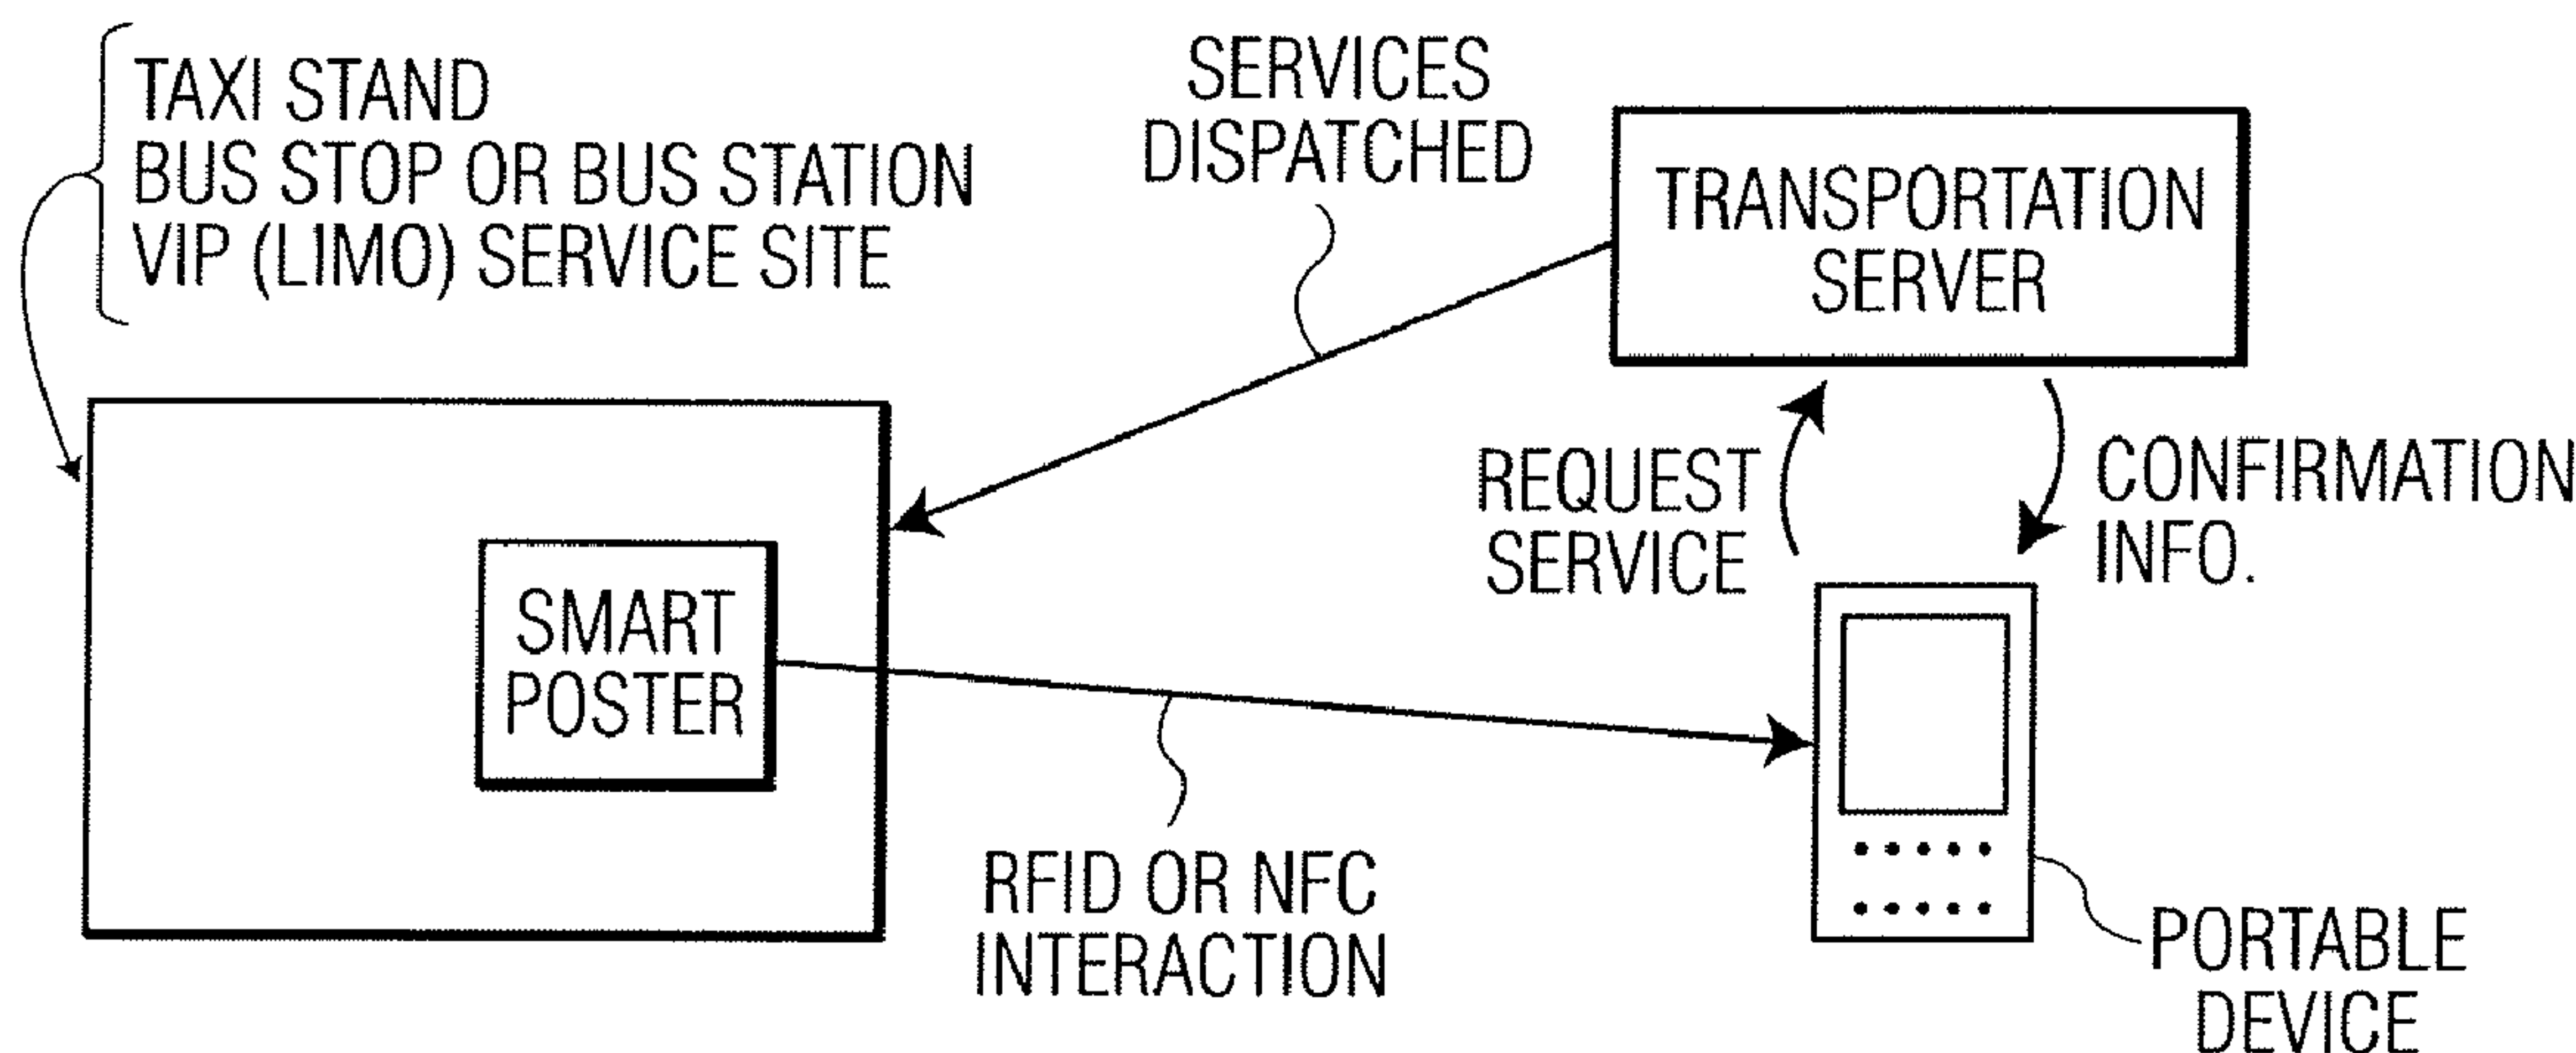 TAXI STAND
BUS STOP OR BUS STATION
VIP (LIMO) SERVICE SITE
SERVICES
DISPATCHED
TRANSPORTATION
SERVER
REQUEST
SERVICE
CONFIRMATION
INFO.
SMART
POSTER
RFID OR NFC
INTERACTION
PORTABLE
DEVICE